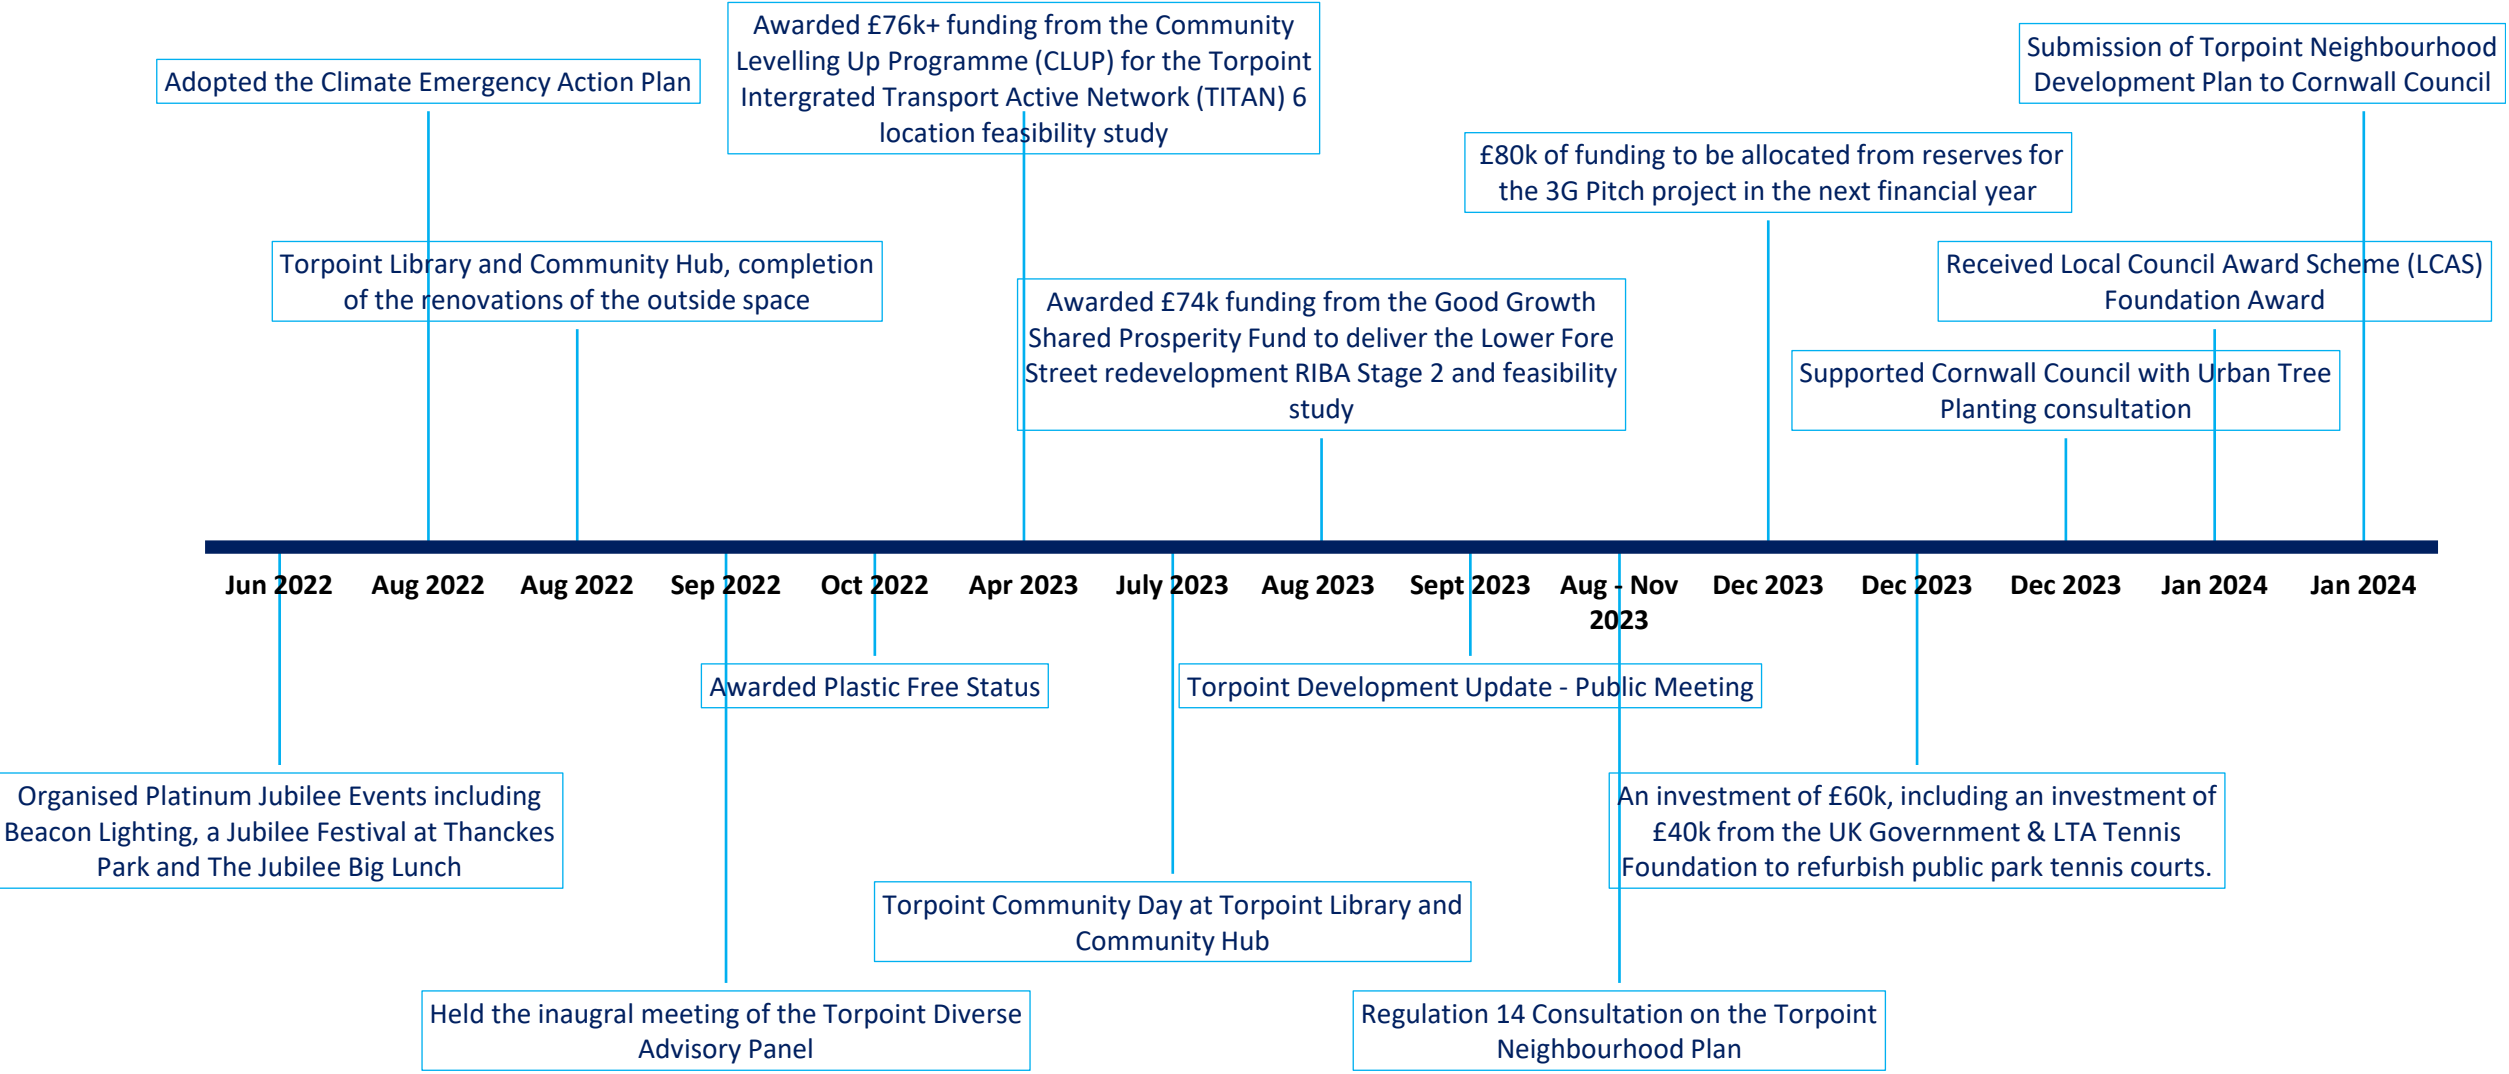 Awarded £76k+ funding from the Community
Levelling Up Programme (CLUP) for the Torpoint
Intergrated Transport Active Network (TITAN) 6
location feasibility study
Submission of Torpoint Neighbourhood
Development Plan to Cornwall Council
Adopted the Climate Emergency Action Plan
£80k of funding to be allocated from reserves for
the 3G Pitch project in the next financial year
Torpoint Library and Community Hub, completion
of the renovations of the outside space
Received Local Council Award Scheme (LCAS)
Foundation Award
Awarded £74k funding from the Good Growth
Shared Prosperity Fund to deliver the Lower Fore
Street redevelopment RIBA Stage 2 and feasibility
study
Supported Cornwall Council with Urban Tree
Planting consultation
Jun 2022
Aug 2022
Aug 2022
Sep 2022
Oct 2022
Apr 2023
July 2023
Aug 2023
Sept 2023
Aug - Nov
2023
Dec 2023
Dec 2023
Dec 2023
Jan 2024
Jan 2024
Awarded Plastic Free Status
Torpoint Development Update - Public Meeting
Organised Platinum Jubilee Events including
Beacon Lighting, a Jubilee Festival at Thanckes
Park and The Jubilee Big Lunch
An investment of £60k, including an investment of
£40k from the UK Government & LTA Tennis
Foundation to refurbish public park tennis courts.
Torpoint Community Day at Torpoint Library and
Community Hub
Held the inaugral meeting of the Torpoint Diverse
Advisory Panel
Regulation 14 Consultation on the Torpoint
Neighbourhood Plan